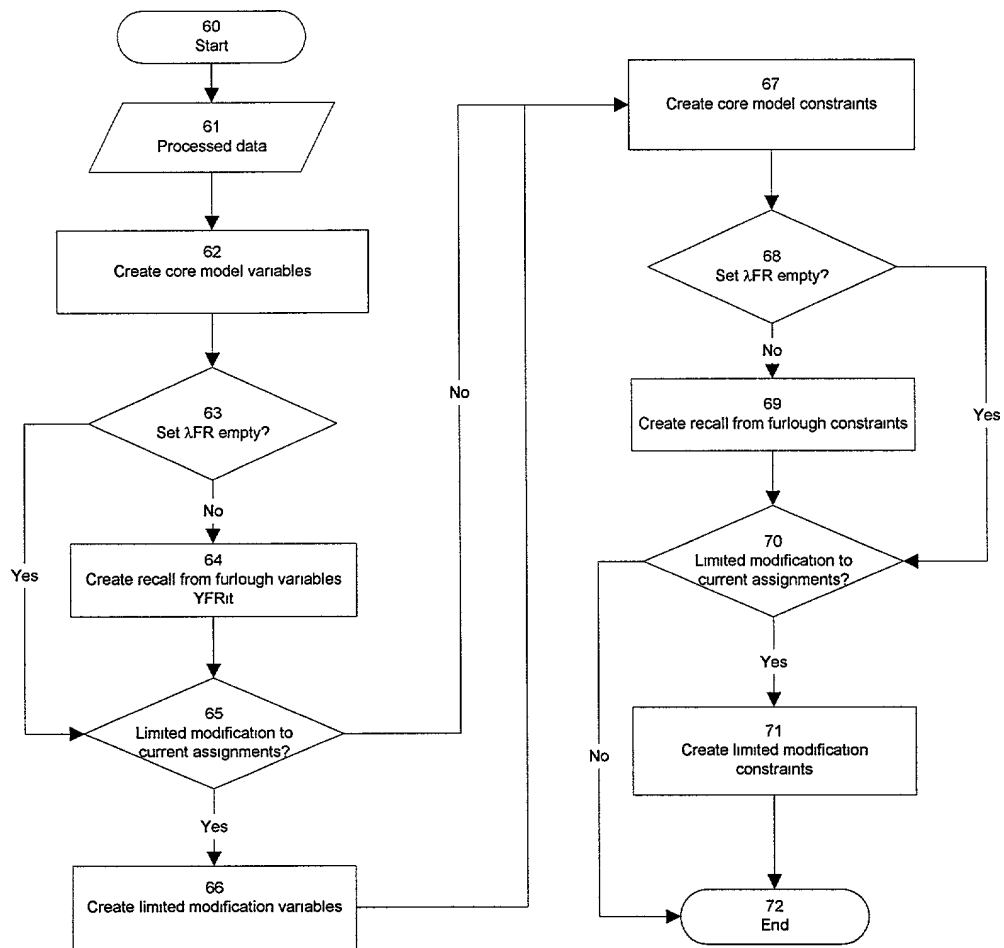 60
Start
61
Processed data
62
Create core model variables
63
Set λFR empty?
No
Yes
64
Create recall from furlough variables
YFRit
65
Limited modification to
current assignments?
No
Yes
66
Create limited modification variables
67
Create core model constraints
68
Set λFR empty?
No
Yes
69
Create recall from furlough constraints
70
Limited modification to
current assignments?
Yes
No
71
Create limited modification
constraints
72
End